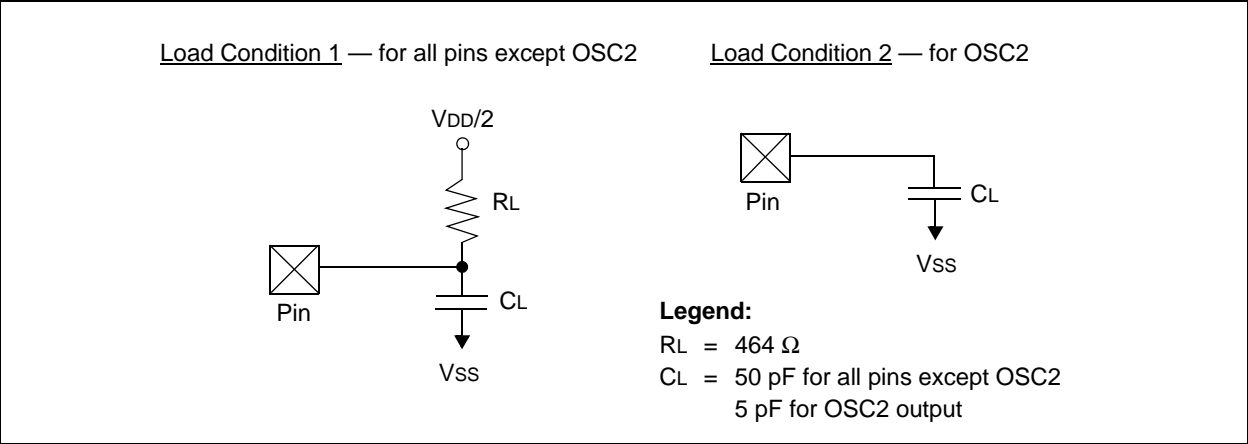 Load Condition 1 — for all pins except OSC2
VDD/2
RL
Pin
CL
VSS
Load Condition 2 — for OSC2
Pin
CL
VSS
Legend:
RL = 464 Ω
CL = 50 pF for all pins except OSC2
5 pF for OSC2 output